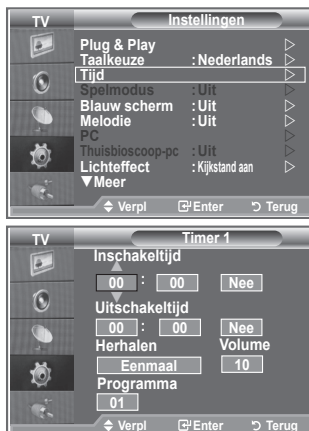 TV Instellingen
Plug & Play
Taalkeuze : Nederlands
Tijd
Spelmodus : Uit
Blauw scherm : Uit
Melodie : Uit
PC
Thuisbioscoop-pc : Uit
Lichteffect : Kijkstand aan
▼Meer
Verpl Enter Terug
TV Timer 1
Inschakeltijd
00 : 00 Nee
Uitschakeltijd
00 : 00 Nee
Herhalen Volume
Eenmaal 10
Programma
01
Verpl Enter Terug